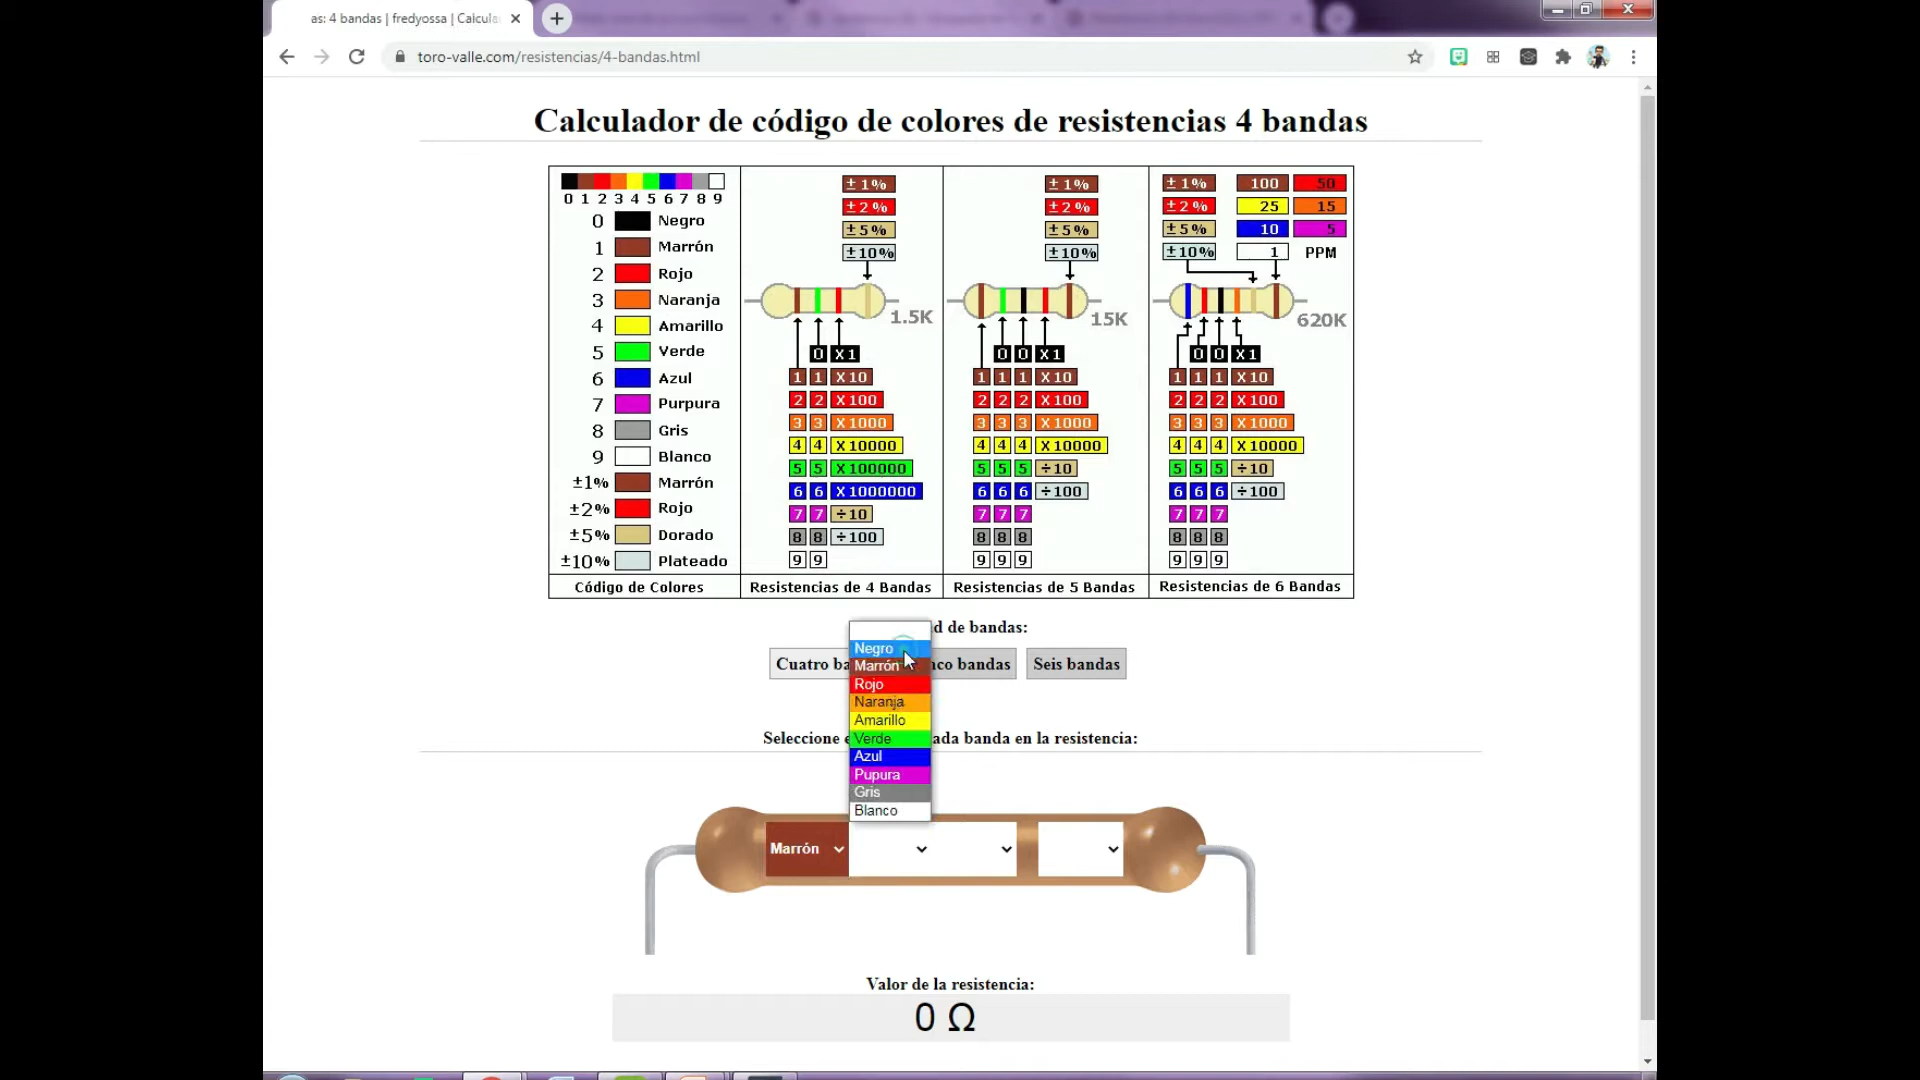 as: 4 bandas | fredyossa | Calcula
toro-valle.com/resistencias/4-bandas.html
Calculador de código de colores de resistencias 4 bandas
0 1 2 3 4 5 6 7 8 9
0 Negro
1 Marrón
2 Rojo
3 Naranja
4 Amarillo
5 Verde
6 Azul
7 Purpura
8 Gris
9 Blanco
±1% Marrón
±2% Rojo
±5% Dorado
±10% Plateado
Código de Colores
±1%
±2%
±5%
±10%
1.5K
0 X1
1 1 X10
2 2 X100
3 3 X1000
4 4 X10000
5 5 X100000
6 6 X1000000
7 7 ÷10
8 8 ÷100
9 9
Resistencias de 4 Bandas
±1%
±2%
±5%
±10%
15K
0 0 X1
1 1 1 X10
2 2 2 X100
3 3 3 X1000
4 4 4 X10000
5 5 5 ÷10
6 6 6 ÷100
7 7 7
8 8 8
9 9 9
Resistencias de 5 Bandas
±1% 100 50
±2% 25 15
±5% 10 5
±10% 1 PPM
620K
0 0 X1
1 1 1 X10
2 2 2 X100
3 3 3 X1000
4 4 4 X10000
5 5 5 ÷10
6 6 6 ÷100
7 7 7
8 8 8
9 9 9
Resistencias de 6 Bandas
d de bandas:
Cuatro ba nco bandas Seis bandas
Negro
Marrón
Rojo
Naranja
Amarillo
Verde
Azul
Pupura
Gris
Blanco
Seleccione e ada banda en la resistencia:
Marrón
Valor de la resistencia:
0 Ω